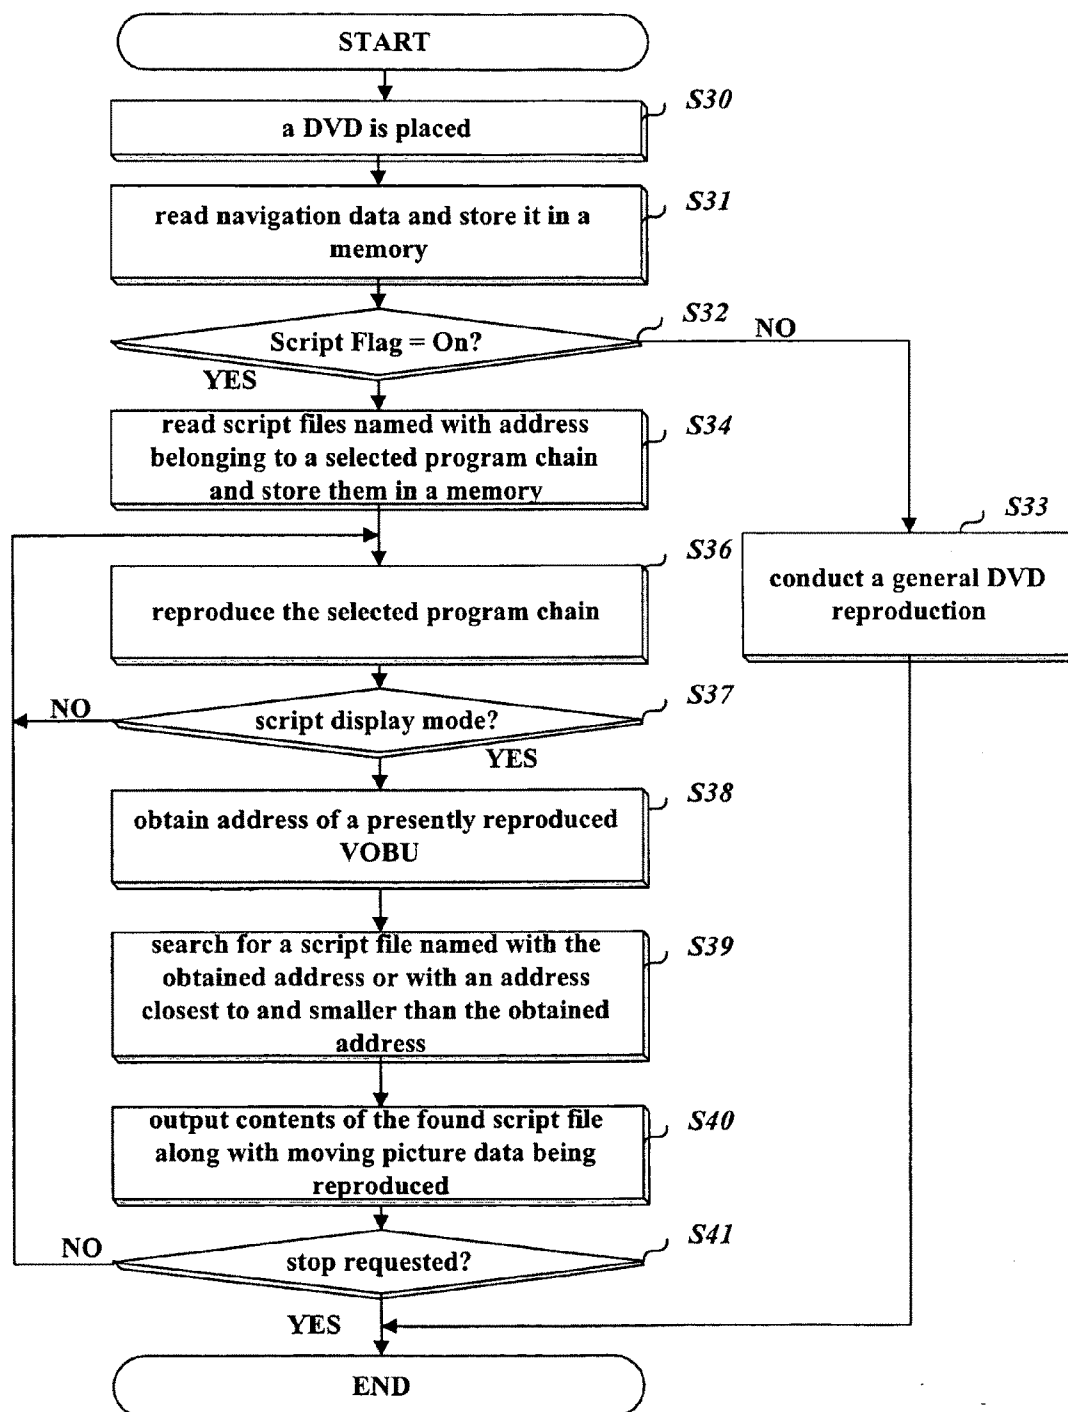 START
S30
a DVD is placed
S31
read navigation data and store it in a
memory
S32
Script Flag = On?
NO
YES
read script files named with address
belonging to a selected program chain
and store them in a memory
S34
S33
conduct a general DVD
reproduction
S36
reproduce the selected program chain
S37
NO
script display mode?
YES
S38
obtain address of a presently reproduced
VOBU
search for a script file named with the
obtained address or with an address
closest to and smaller than the obtained
address
S39
output contents of the found script file
along with moving picture data being
reproduced
S40
S41
NO
stop requested?
YES
END